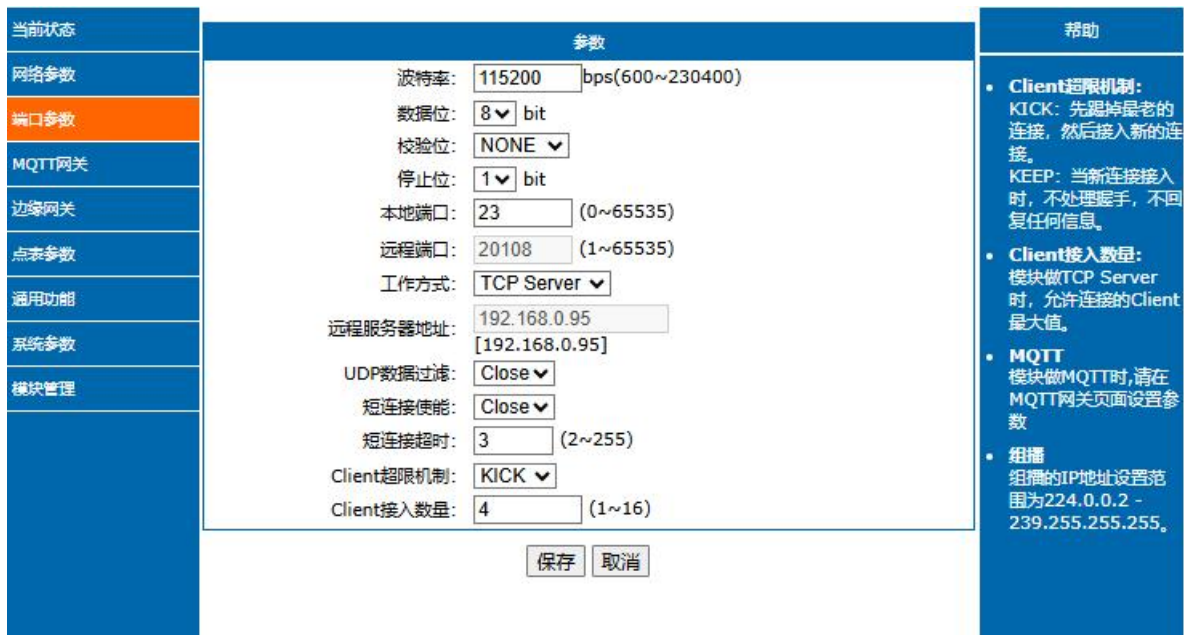 当前状态
网络参数
端口参数
MQTT网关
边缘网关
点表参数
通用功能
系统参数
模块管理
参数
波特率: 115200 bps(600~230400)
数据位: 8 bit
校验位: NONE
停止位: 1 bit
本地端口: 23 (0~65535)
远程端口: 20108 (1~65535)
工作方式: TCP Server
远程服务器地址: 192.168.0.95
[192.168.0.95]
UDP数据过滤: Close
短连接使能: Close
短连接超时: 3 (2~255)
Client超限机制: KICK
Client接入数量: 4 (1~16)
保存 取消
帮助
• Client超限机制:
KICK: 先踢掉最老的
连接, 然后接入新的连
接。
KEEP: 当新连接接入
时, 不处理握手, 不回
复任何信息。
• Client接入数量:
模块做TCP Server
时, 允许连接的Client
最大值。
• MQTT
模块做MQTT时,请在
MQTT网关页面设置参
数
• 组播
组播的IP地址设置范
围为224.0.0.2 -
239.255.255.255。